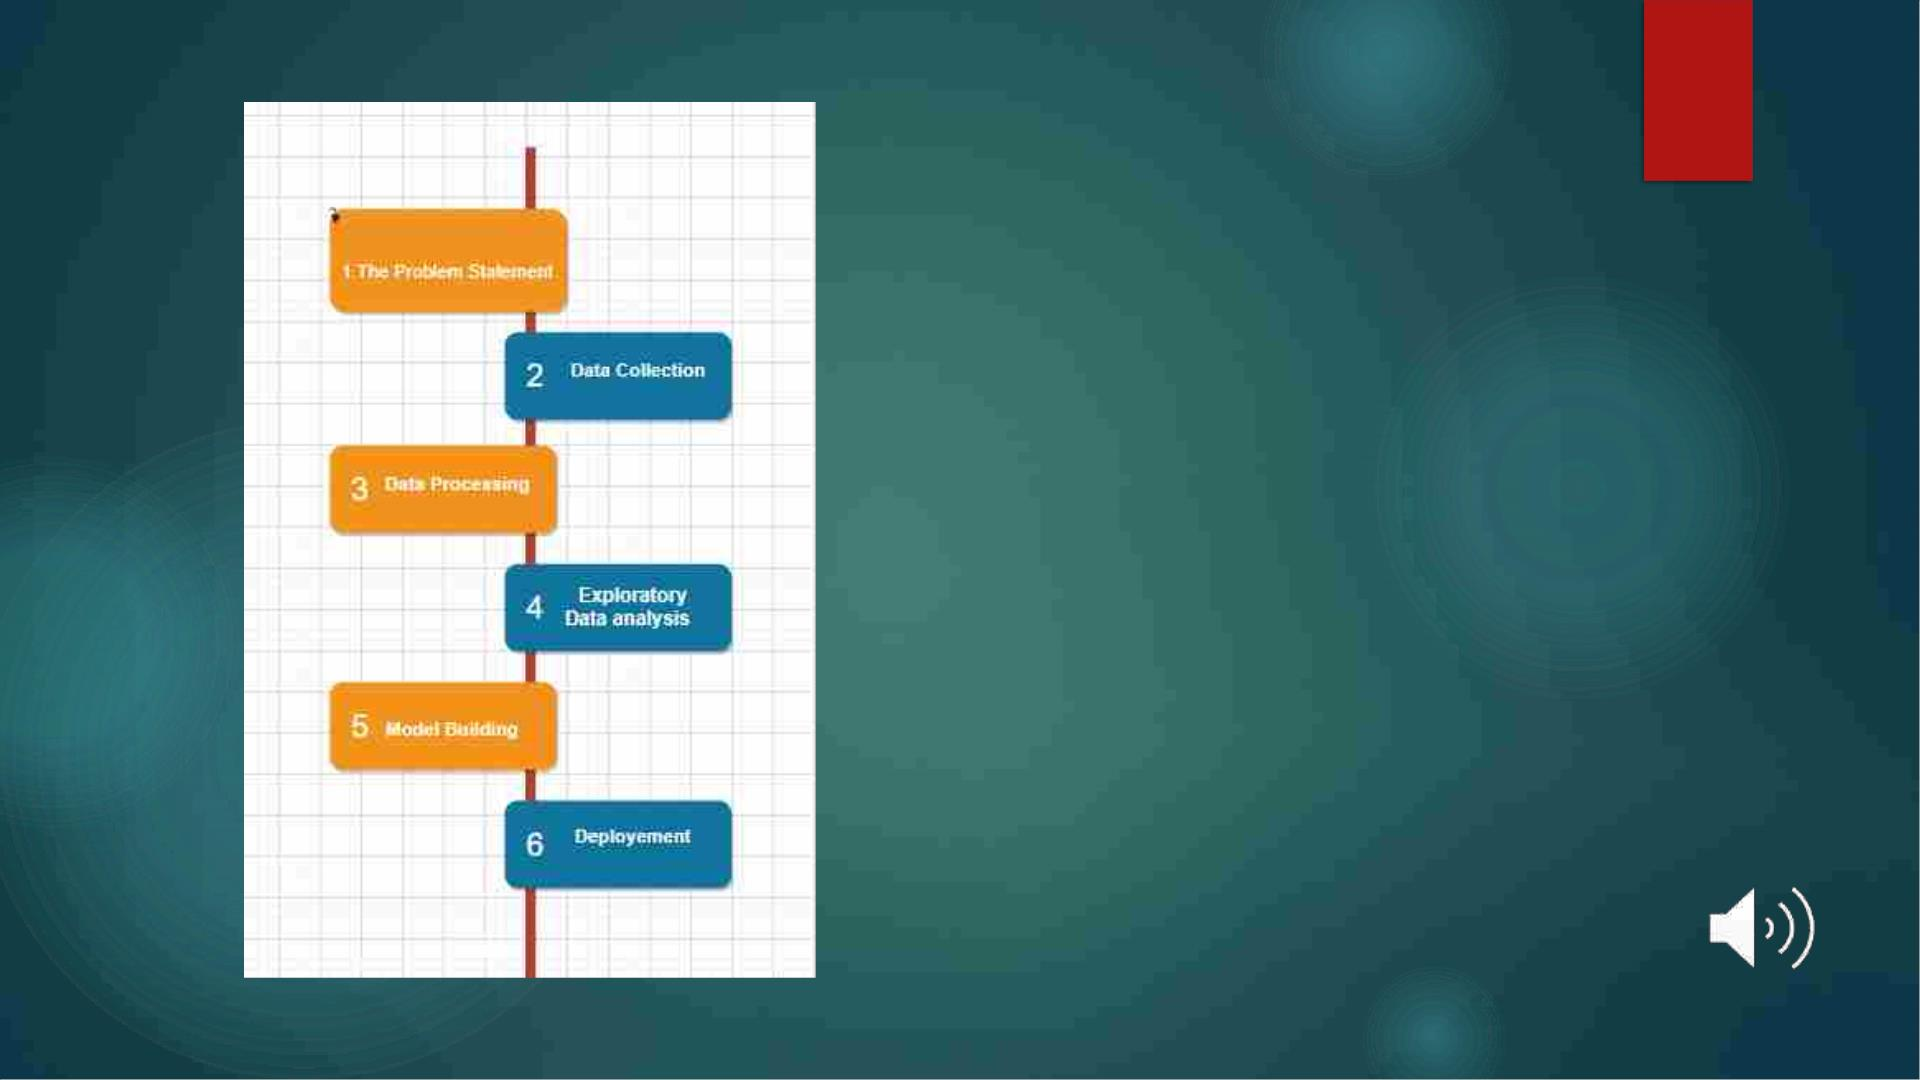 1 The Problem Statement
2 Data Collection
3 Data Processing
4 Exploratory
Data analysis
5 Model Building
6 Deployement